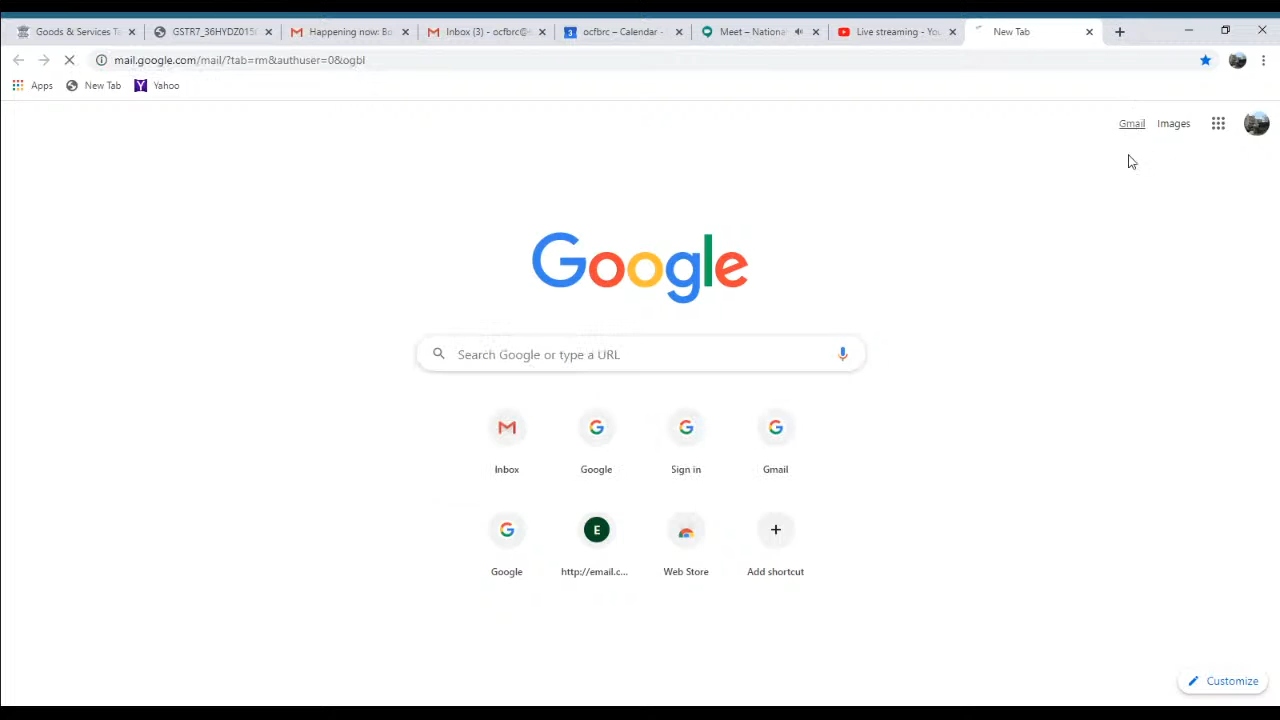 Goods & Services T
GSTR7_36HYDZ015
Happening now: Bo
Inbox (3) - ocfbrc@
ocfbrc – Calendar -
Meet – Nationa
Live streaming - Yo
New Tab
mail.google.com/mail/?tab=rm&authuser=0&ogbl
Apps
New Tab
Yahoo
Gmail
Images
Google
Search Google or type a URL
Inbox
Google
Sign in
Gmail
E
Google
http://email.c...
Web Store
Add shortcut
Customize